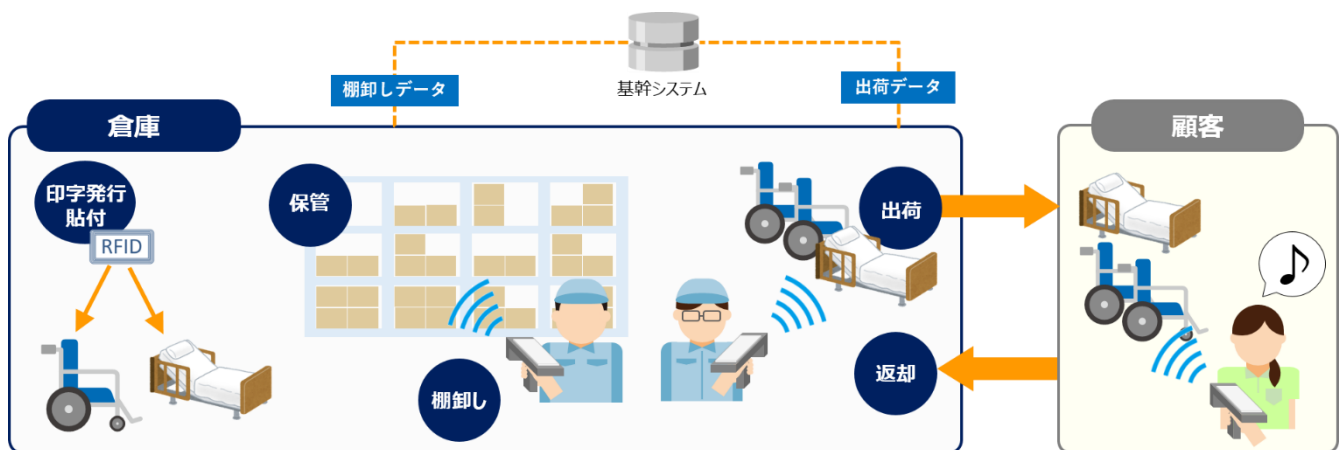 基幹システム
棚卸しデータ
出荷データ
倉庫
顧客
印字発行
貼付
RFID
保管
出荷
棚卸し
返却